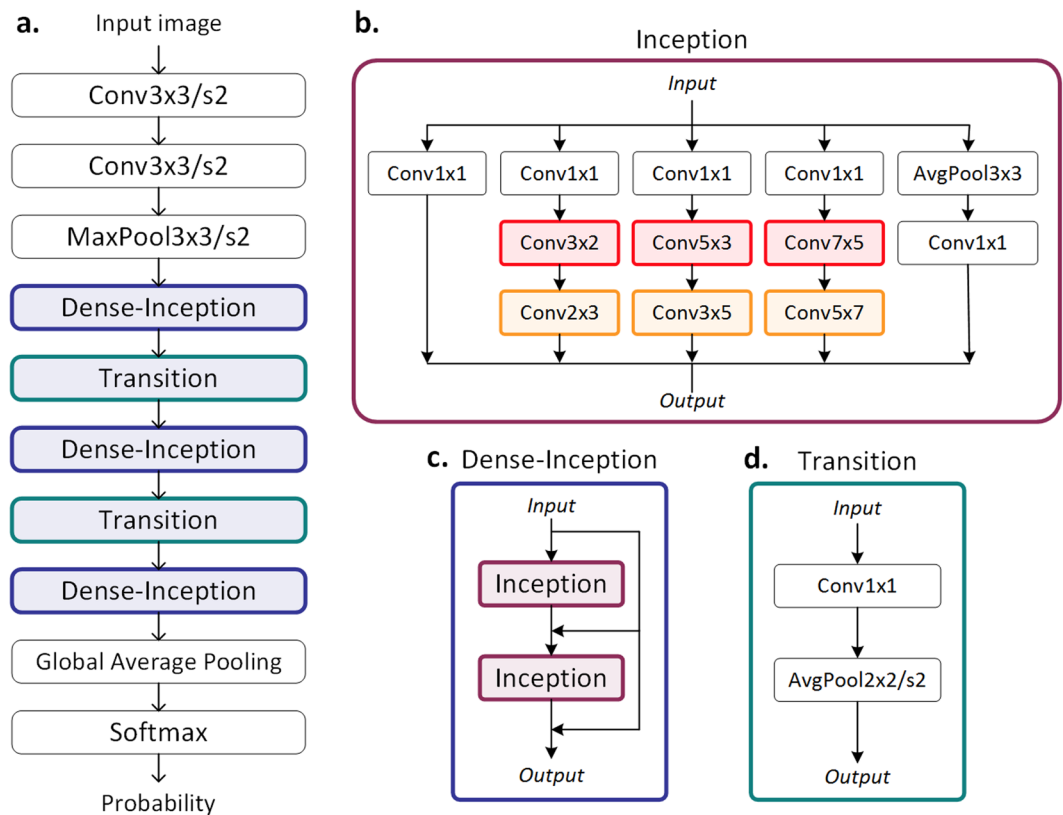 a.
Input image
Conv3x3/s2
Conv3x3/s2
MaxPool3x3/s2
Dense-Inception
Transition
Dense-Inception
Transition
Dense-Inception
Global Average Pooling
Softmax
Probability
b.
Inception
Input
Conv1x1 Conv1x1 Conv1x1 Conv1x1 AvgPool3x3
Conv3x2 Conv5x3 Conv7x5 Conv1x1
Conv2x3 Conv3x5 Conv5x7
Output
c. Dense-Inception
Input
Inception
Inception
Output
d. Transition
Input
Conv1x1
AvgPool2x2/s2
Output